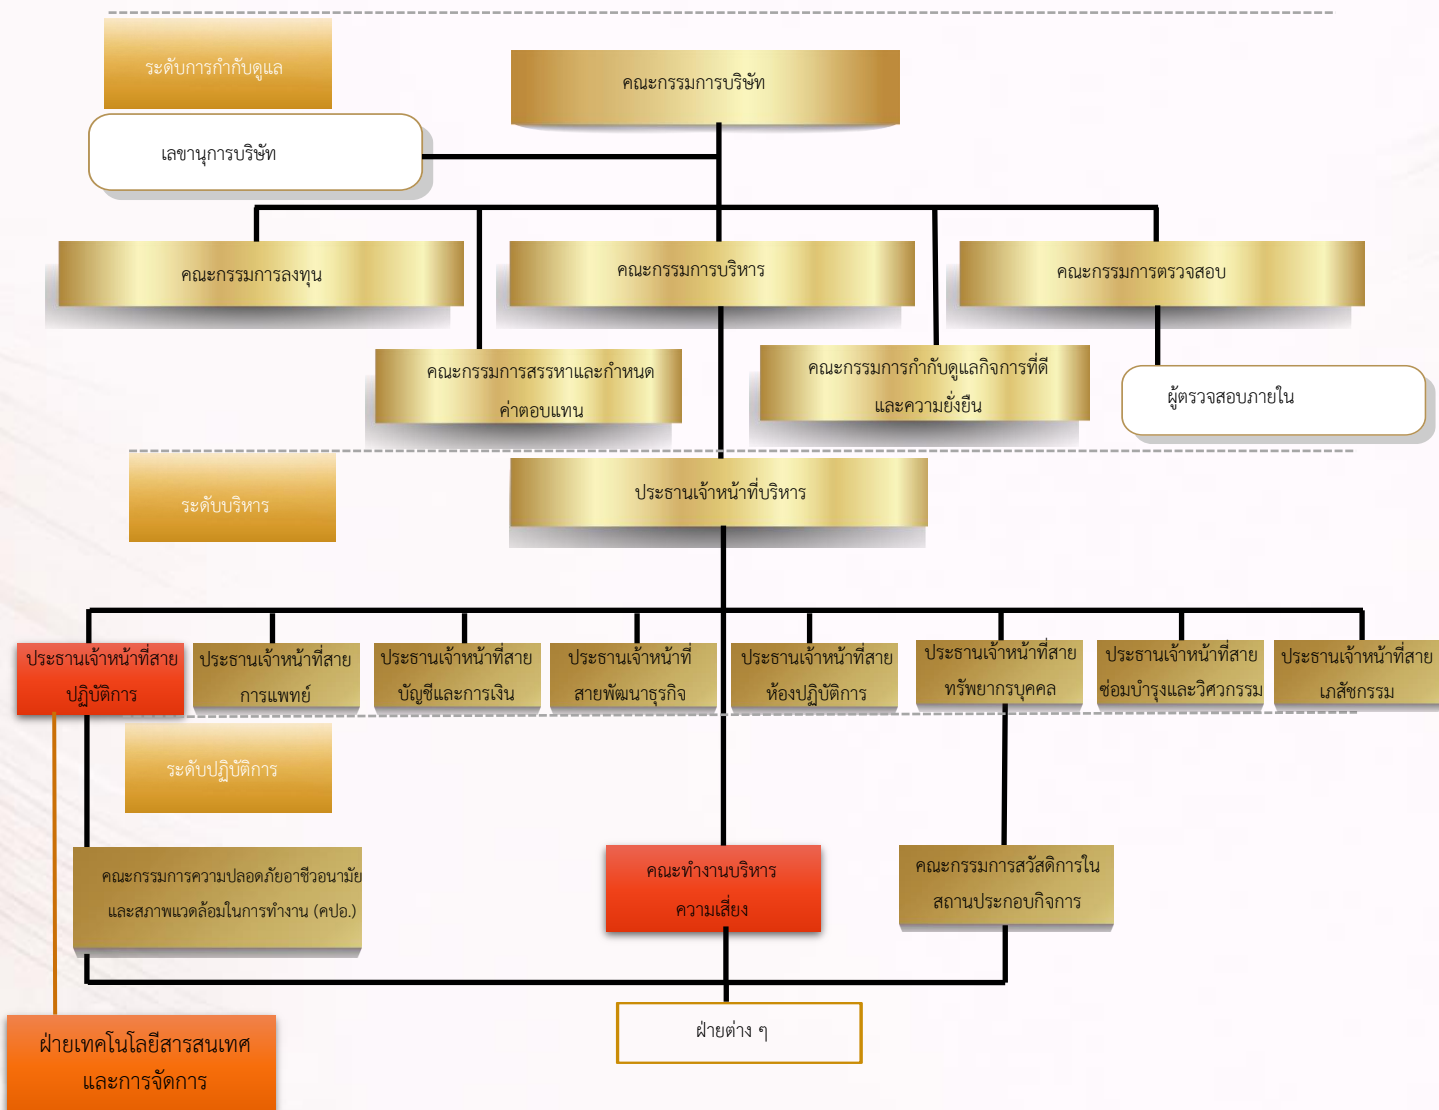 ระดับการกำกับดูแล
คณะกรรมการบริษัท
เลขานุการบริษัท
คณะกรรมการลงทุน
คณะกรรมการบริหาร
คณะกรรมการตรวจสอบ
คณะกรรมการสรรหาและกำหนด
ค่าตอบแทน
คณะกรรมการกำกับดูแลกิจการที่ดี
และความยั่งยืน
ผู้ตรวจสอบภายใน
ระดับบริหาร
ประธานเจ้าหน้าที่บริหาร
ประธานเจ้าหน้าที่สาย
ปฏิบัติการ
ประธานเจ้าหน้าที่สาย
การแพทย์
ประธานเจ้าหน้าที่สาย
บัญชีและการเงิน
ประธานเจ้าหน้าที่
สายพัฒนาธุรกิจ
ประธานเจ้าหน้าที่สาย
ห้องปฏิบัติการ
ประธานเจ้าหน้าที่สาย
ทรัพยากรบุคคล
ประธานเจ้าหน้าที่สาย
ซ่อมบำรุงและวิศวกรรม
ประธานเจ้าหน้าที่สาย
เภสัชกรรม
ระดับปฏิบัติการ
คณะกรรมการความปลอดภัยอาชีวอนามัย
และสภาพแวดล้อมในการทำงาน (คปอ.)
คณะทำงานบริหาร
ความเสี่ยง
คณะกรรมการสวัสดิการใน
สถานประกอบกิจการ
ฝ่ายต่าง ๆ
ฝ่ายเทคโนโลยีสารสนเทศ
และการจัดการ